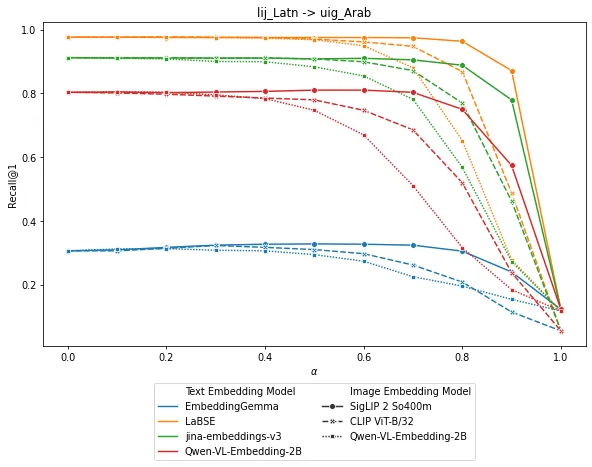 lij_Latn -> uig_Arab
Recall@1
1.0
0.8
0.6
0.4
0.2
0.0 0.2 0.4 0.6 0.8 1.0
α
Text Embedding Model Image Embedding Model
EmbeddingGemma SigLIP 2 So400m
LaBSE CLIP ViT-B/32
jina-embeddings-v3 Qwen-VL-Embedding-2B
Qwen-VL-Embedding-2B